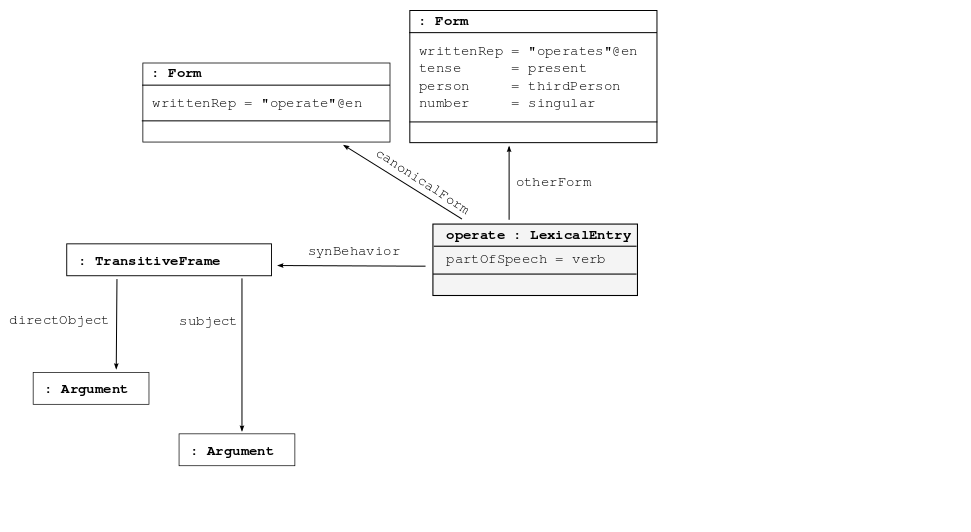 : Form
writtenRep = "operates"@en
tense = present
person = thirdPerson
number = singular
: Form
writtenRep = "operate"@en
canonicalForm
otherForm
operate : LexicalEntry
partOfSpeech = verb
synBehavior
: TransitiveFrame
directObject
subject
: Argument
: Argument